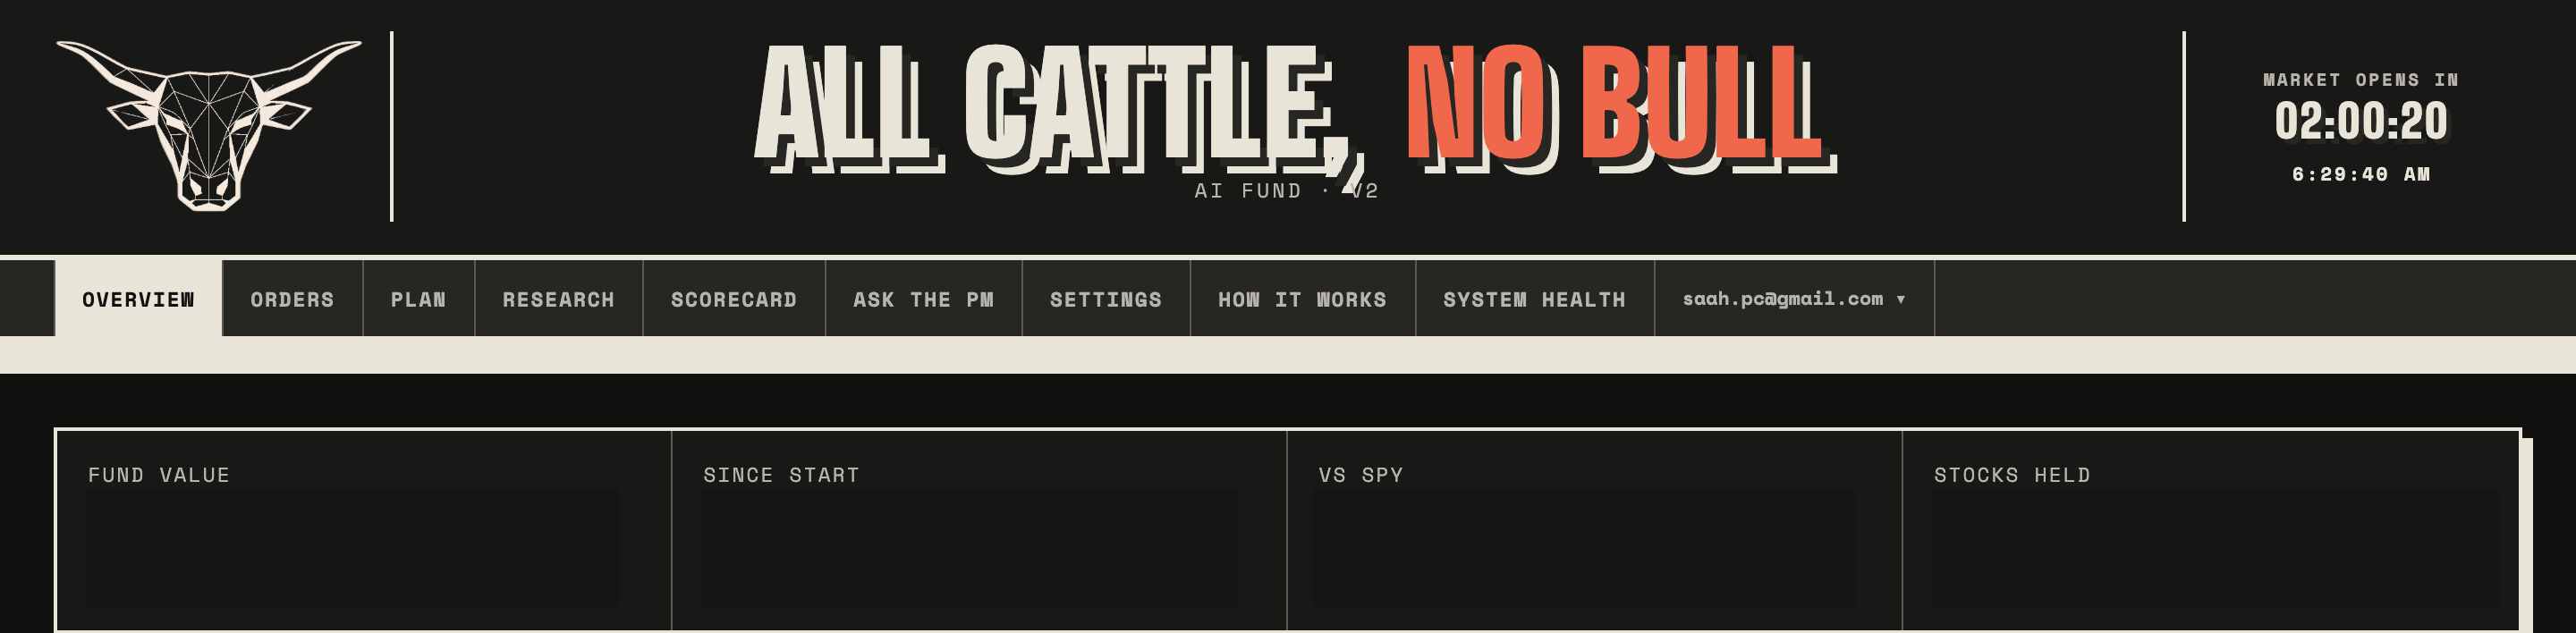 ALL CATTLE, NO BULL
AI FUND · V2
MARKET OPENS IN
02:00:20
6:29:40 AM
OVERVIEW
ORDERS
PLAN
RESEARCH
SCORECARD
ASK THE PM
SETTINGS
HOW IT WORKS
SYSTEM HEALTH
saah.pc@gmail.com ▾
FUND VALUE
SINCE START
VS SPY
STOCKS HELD